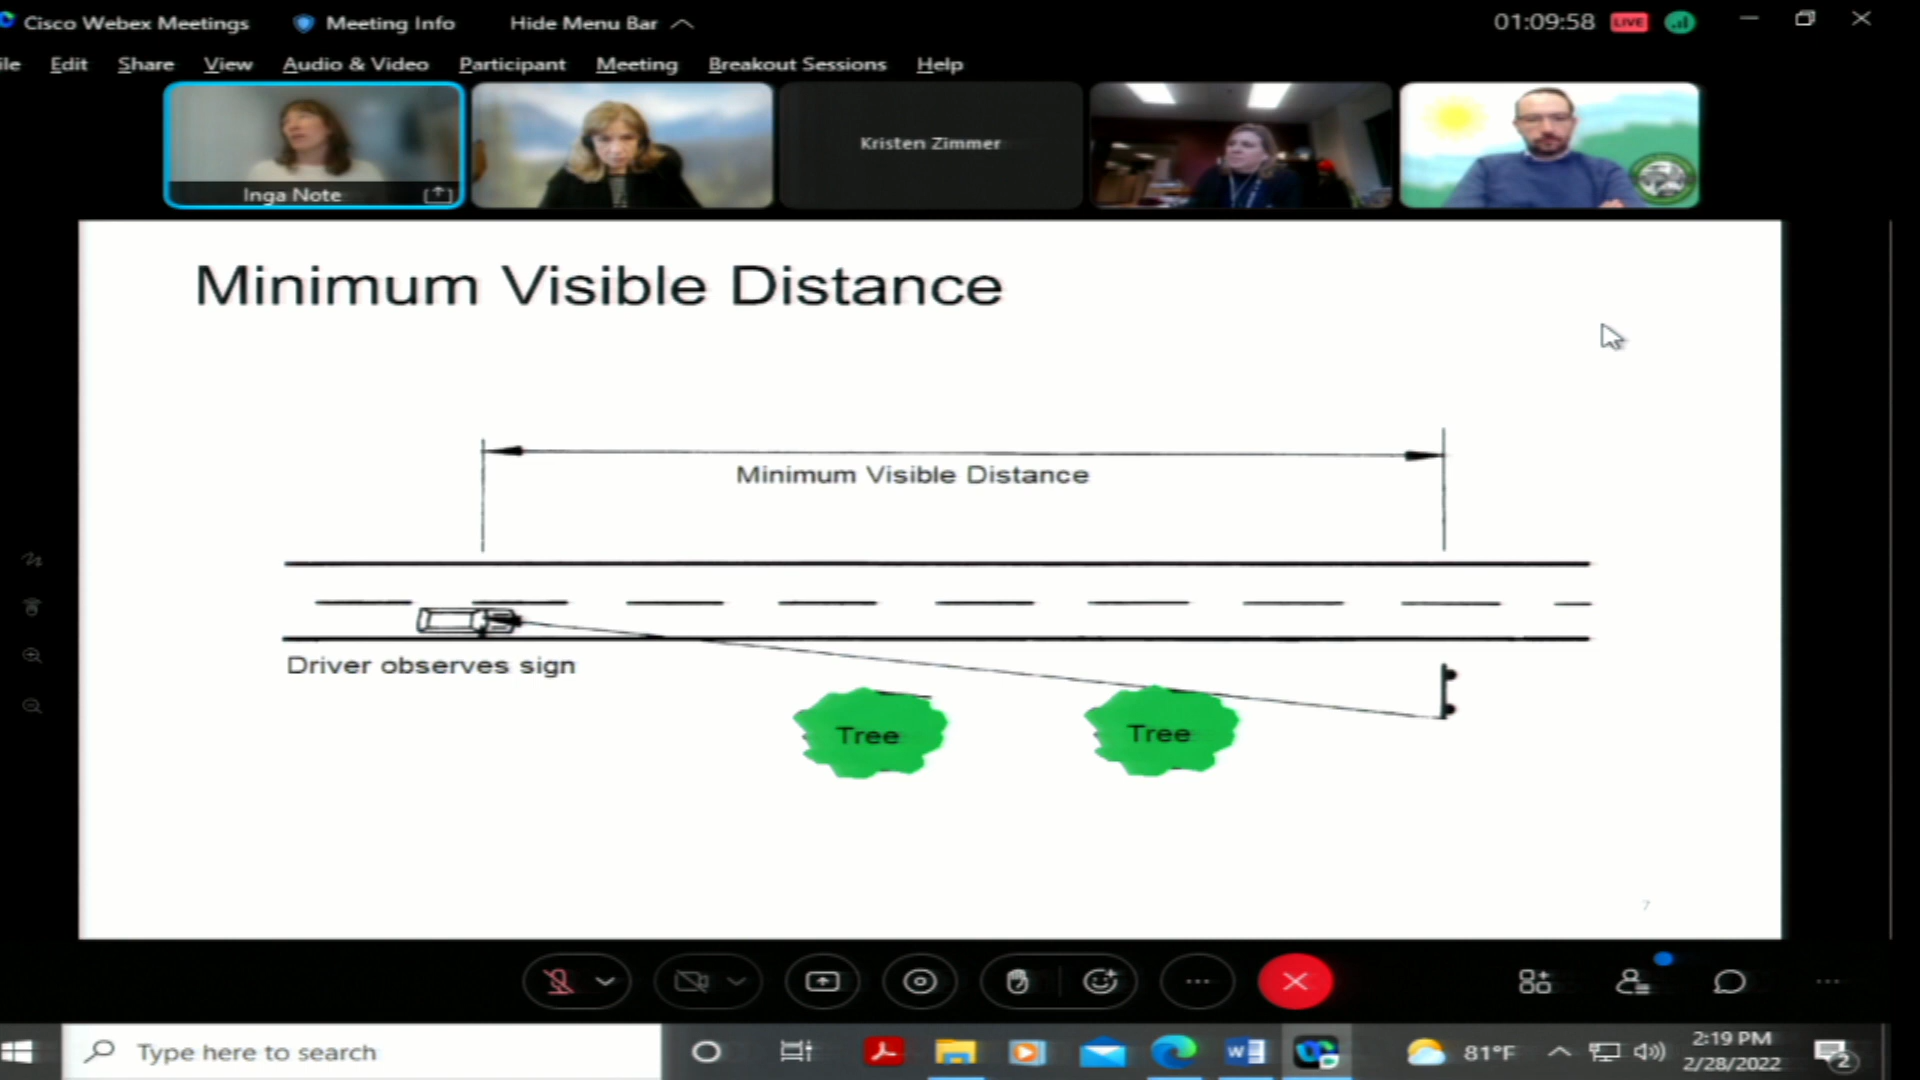 Cisco Webex Meetings Meeting Info Hide Menu Bar 01:09:58 LIVE
ile Edit Share View Audio & Video Participant Meeting Breakout Sessions Help
Kristen Zimmer
Inga Note
Minimum Visible Distance
Minimum Visible Distance
Driver observes sign
Tree Tree
7
Type here to search 81°F 2:19 PM
2/28/2022 2